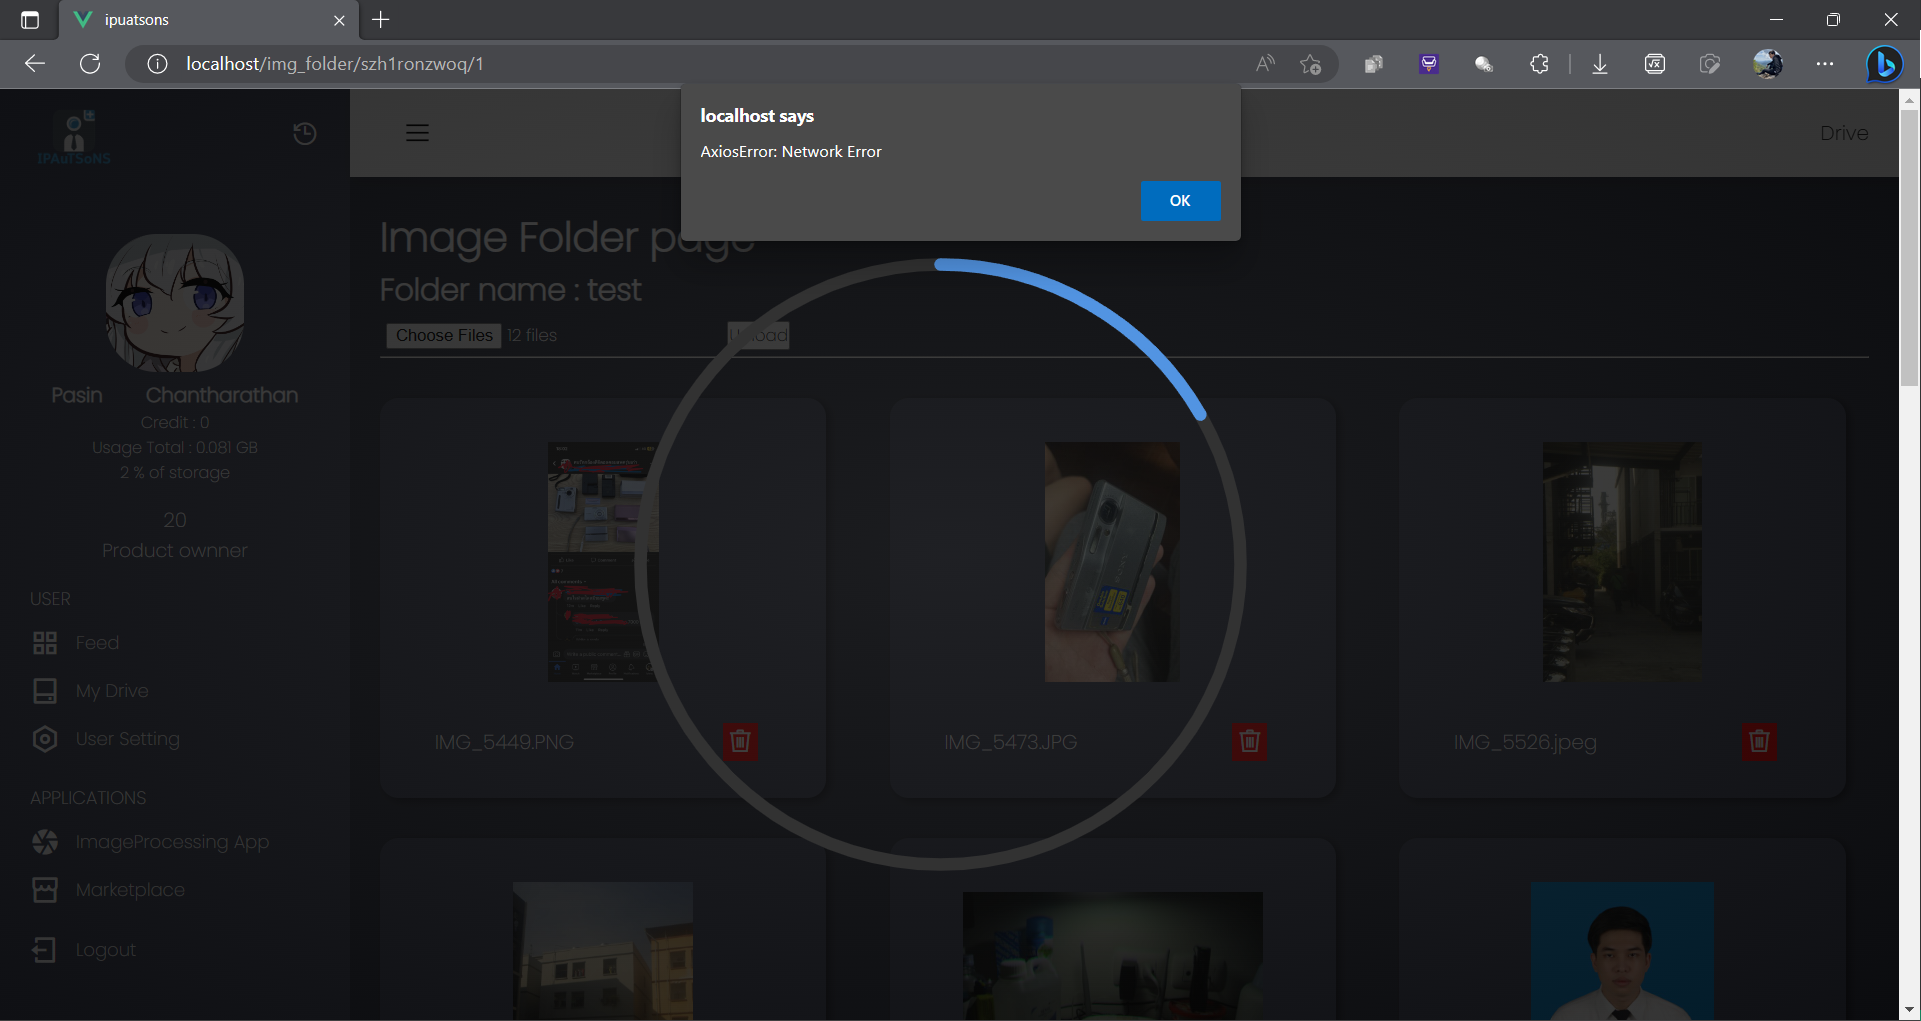 ipuatsons
localhost/img_folder/szh1ronzwoq/1
localhost says
AxiosError: Network Error
OK
IPAuTSoNS
Drive
Image Folder page
Folder name : test
Choose Files 12 files
Upload
Pasin Chantharathan
Credit : 0
Usage Total : 0.081 GB
2 % of storage
20
Product ownner
USER
Feed
My Drive
User Setting
APPLICATIONS
ImageProcessing App
Marketplace
Logout
IMG_5449.PNG
IMG_5473.JPG
IMG_5526.jpeg